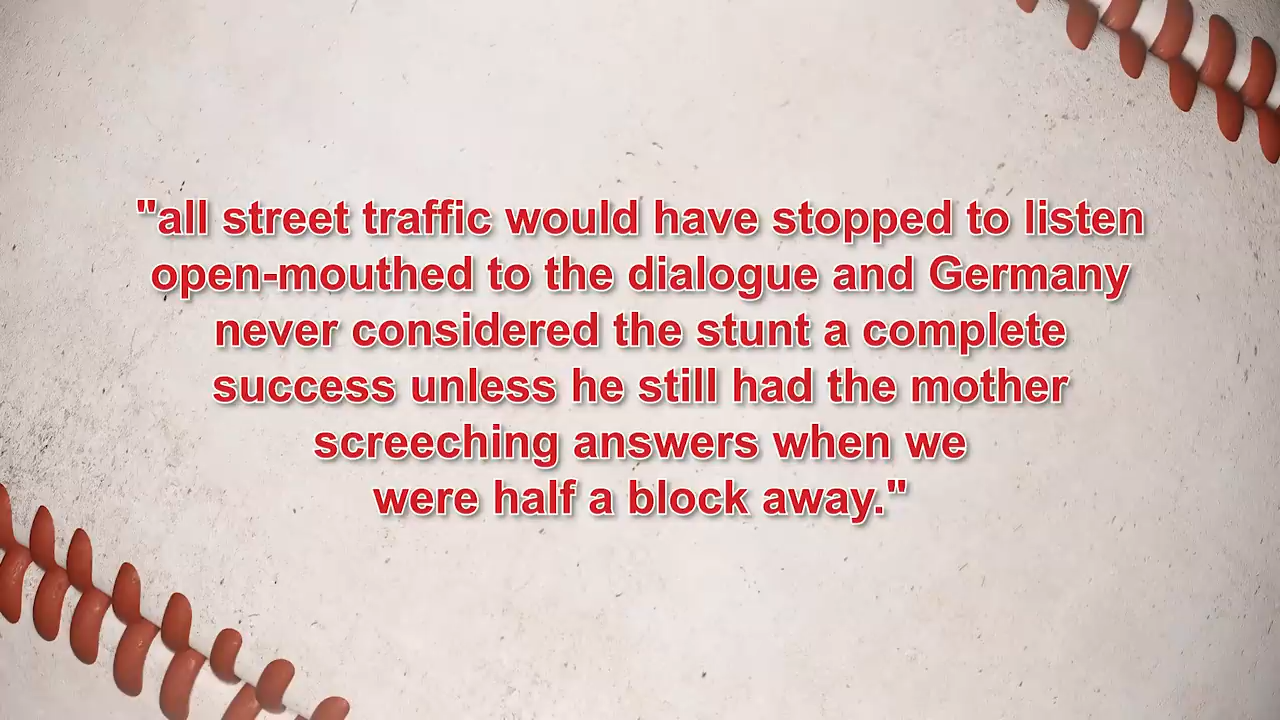 "all street traffic would have stopped to listen
open-mouthed to the dialogue and Germany
never considered the stunt a complete
success unless he still had the mother
screeching answers when we
were half a block away."